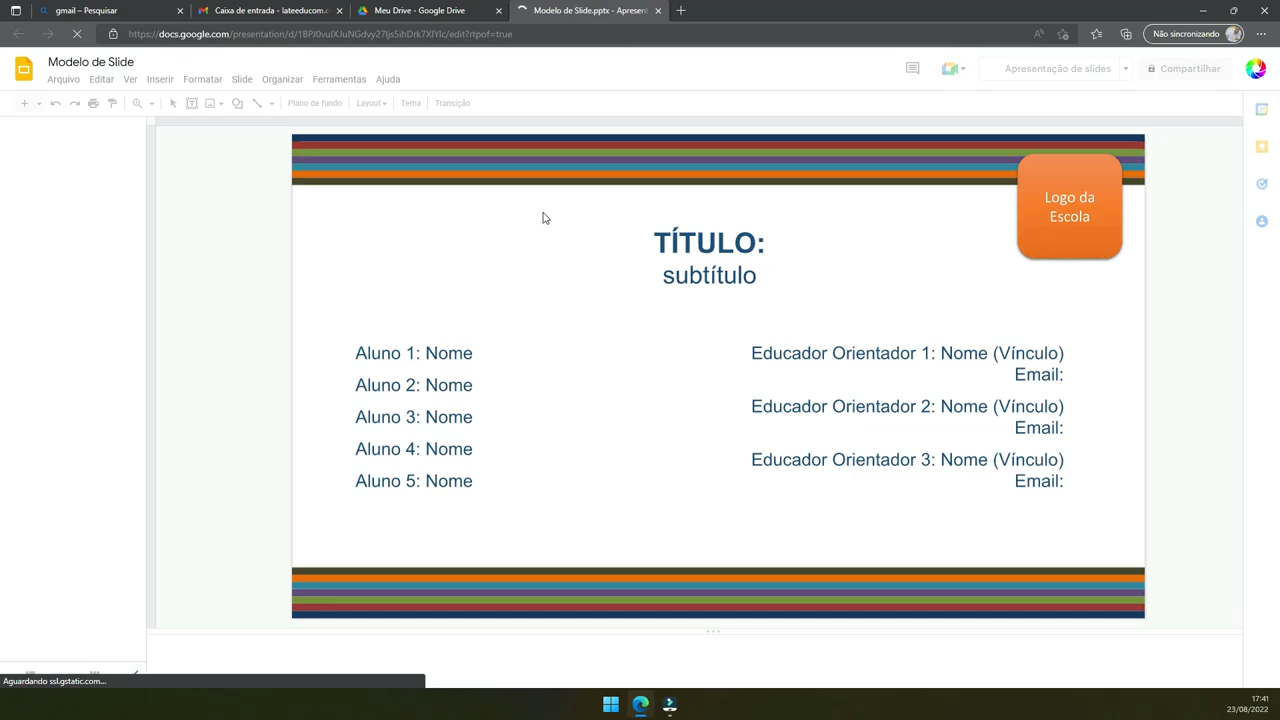 gmail – Pesquisar
Caixa de entrada - lateeducom.c
Meu Drive - Google Drive
Modelo de Slide.pptx - Apresent
https://docs.google.com/presentation/d/1BPJ0vulXJuNGdvy27Ijs5ihDrk7XIYIc/edit?rtpof=true
Não sincronizando
Modelo de Slide
Arquivo Editar Ver Inserir Formatar Slide Organizar Ferramentas Ajuda
Apresentação de slides
Compartilhar
Plano de fundo Layout Tema Transição
Logo da
Escola
TÍTULO:
subtítulo
Aluno 1: Nome
Aluno 2: Nome
Aluno 3: Nome
Aluno 4: Nome
Aluno 5: Nome
Educador Orientador 1: Nome (Vínculo)
Email:
Educador Orientador 2: Nome (Vínculo)
Email:
Educador Orientador 3: Nome (Vínculo)
Email:
Aguardando ssl.gstatic.com...
17:41
23/08/2022